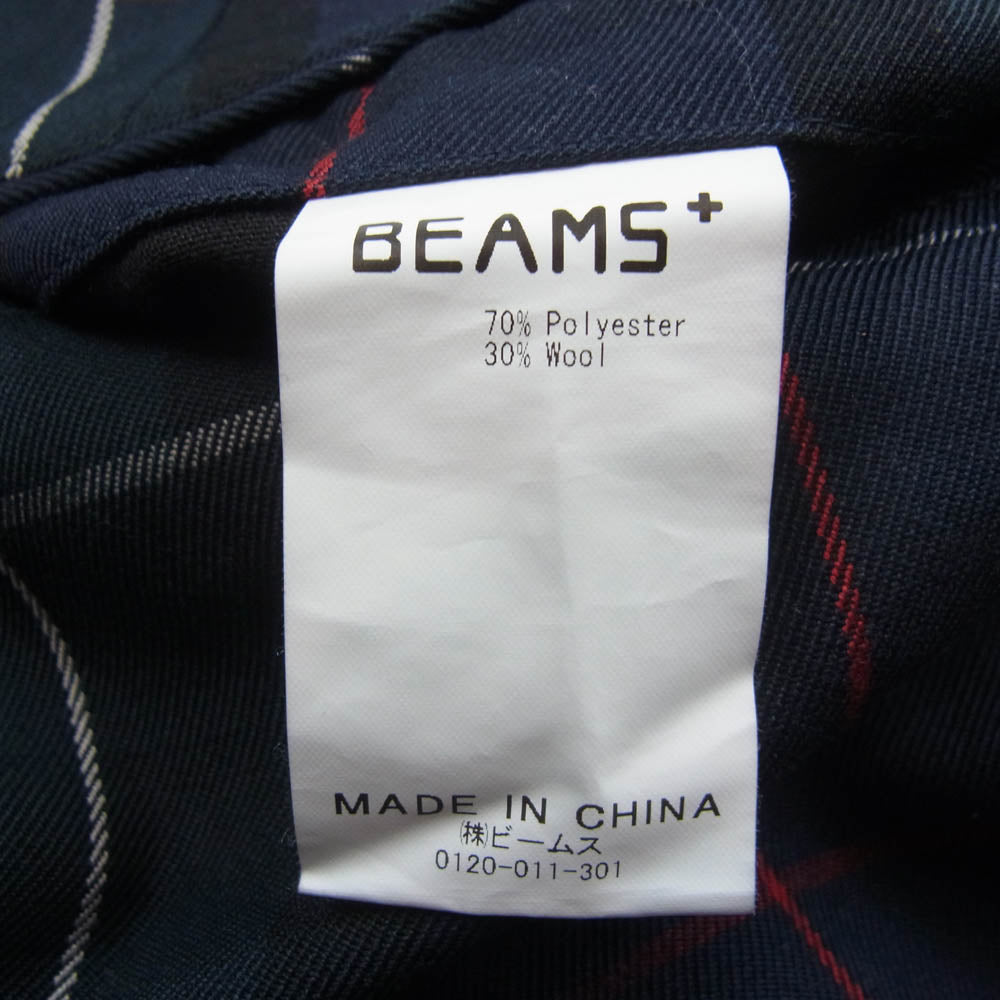 BEAMS+
70% Polyester
30% Wool
MADE IN CHINA
㈱ビームス
0120-011-301